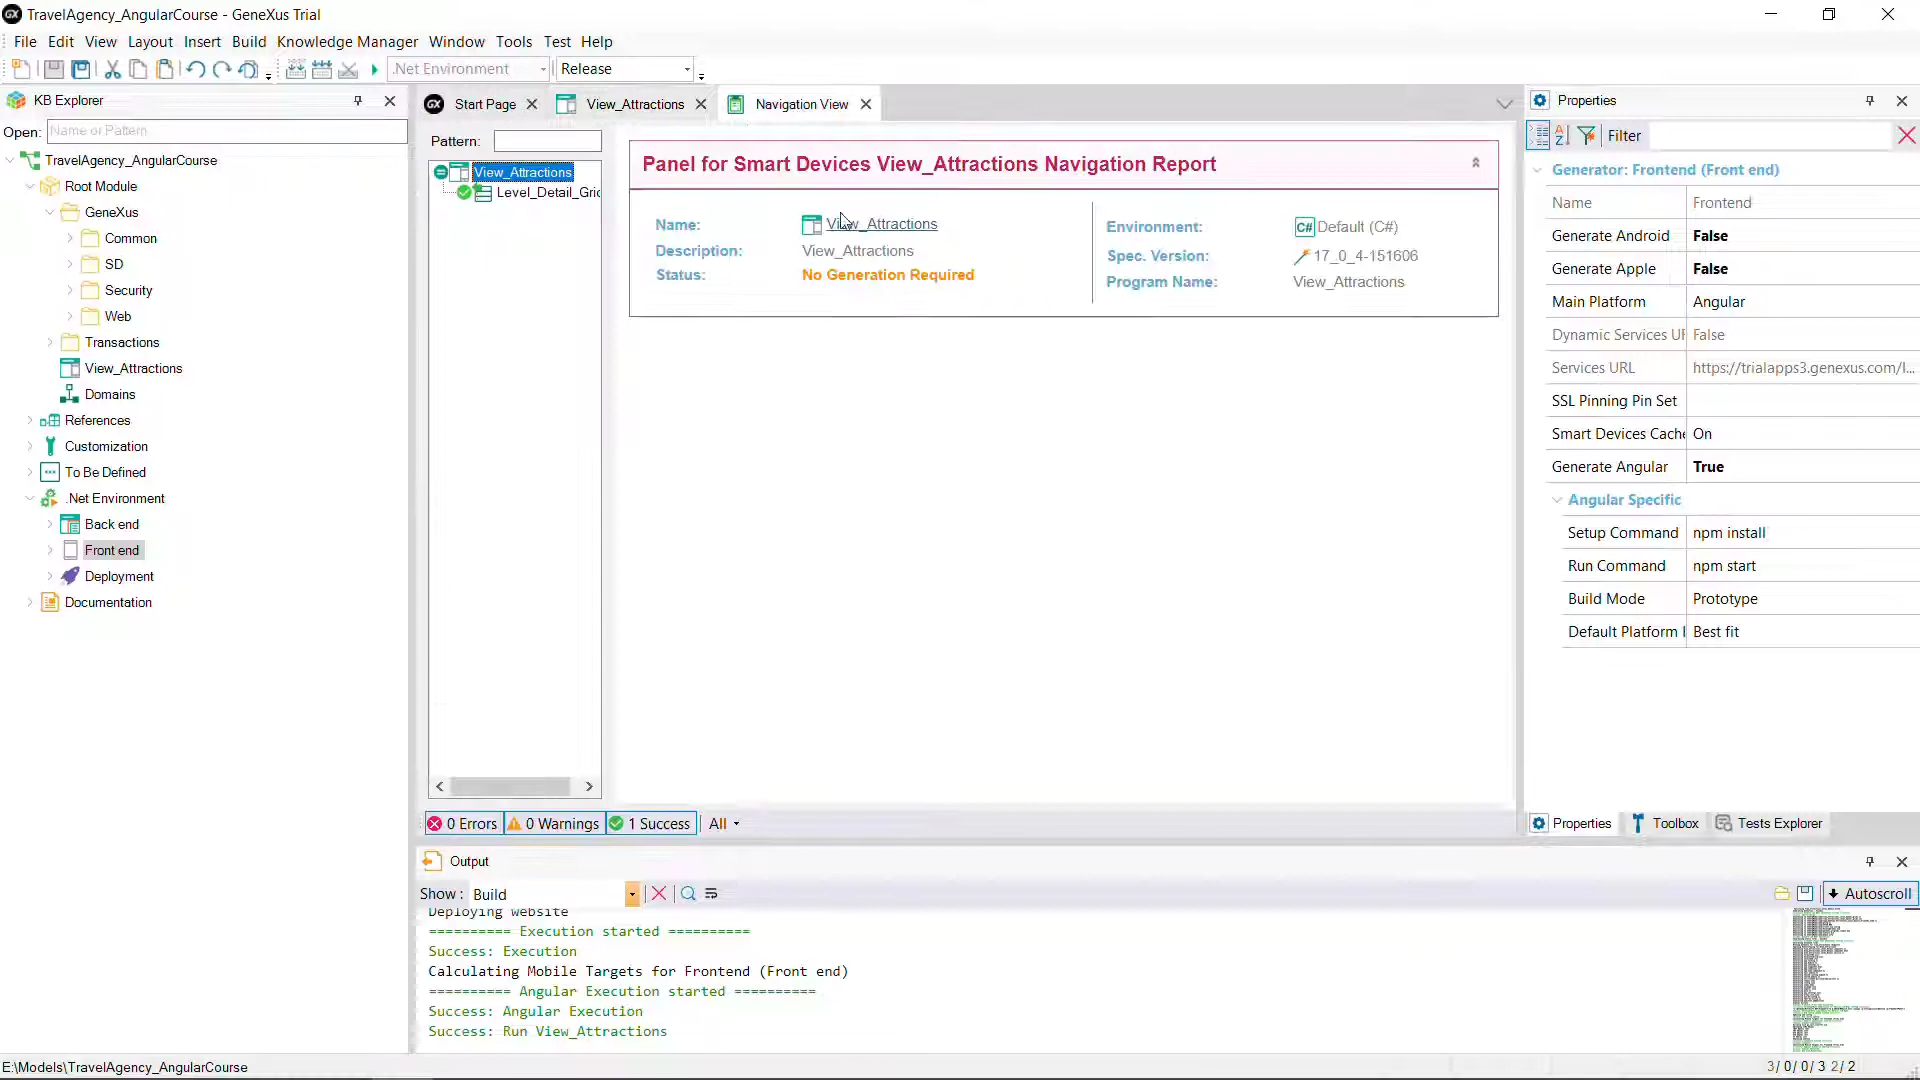 TravelAgency_AngularCourse - GeneXus Trial
File Edit View Layout Insert Build Knowledge Manager Window Tools Test Help
.Net Environment Release
KB Explorer
Open: Name or Pattern
TravelAgency_AngularCourse
Root Module
GeneXus
Common
SD
Security
Web
Transactions
View_Attractions
Domains
References
Customization
To Be Defined
.Net Environment
Back end
Front end
Deployment
Documentation
Start Page View_Attractions Navigation View
Pattern:
View_Attractions
Level_Detail_Gric
Panel for Smart Devices View_Attractions Navigation Report
Name: View_Attractions
Description: View_Attractions
Status: No Generation Required
Environment: C# Default (C#)
Spec. Version: 17_0_4-151606
Program Name: View_Attractions
0 Errors 0 Warnings 1 Success All
Properties
Filter
Generator: Frontend (Front end)
Name Frontend
Generate Android False
Generate Apple False
Main Platform Angular
Dynamic Services UF False
Services URL https://trialapps3.genexus.com/I...
SSL Pinning Pin Set
Smart Devices Cache On
Generate Angular True
Angular Specific
Setup Command npm install
Run Command npm start
Build Mode Prototype
Default Platform I Best fit
Properties Toolbox Tests Explorer
Output
Show: Build
Autoscroll
Deploying website
========== Execution started ==========
Success: Execution
Calculating Mobile Targets for Frontend (Front end)
========== Angular Execution started ==========
Success: Angular Execution
Success: Run View_Attractions
E:\Models\TravelAgency_AngularCourse
3/ 0/ 0/ 3 2/ 2